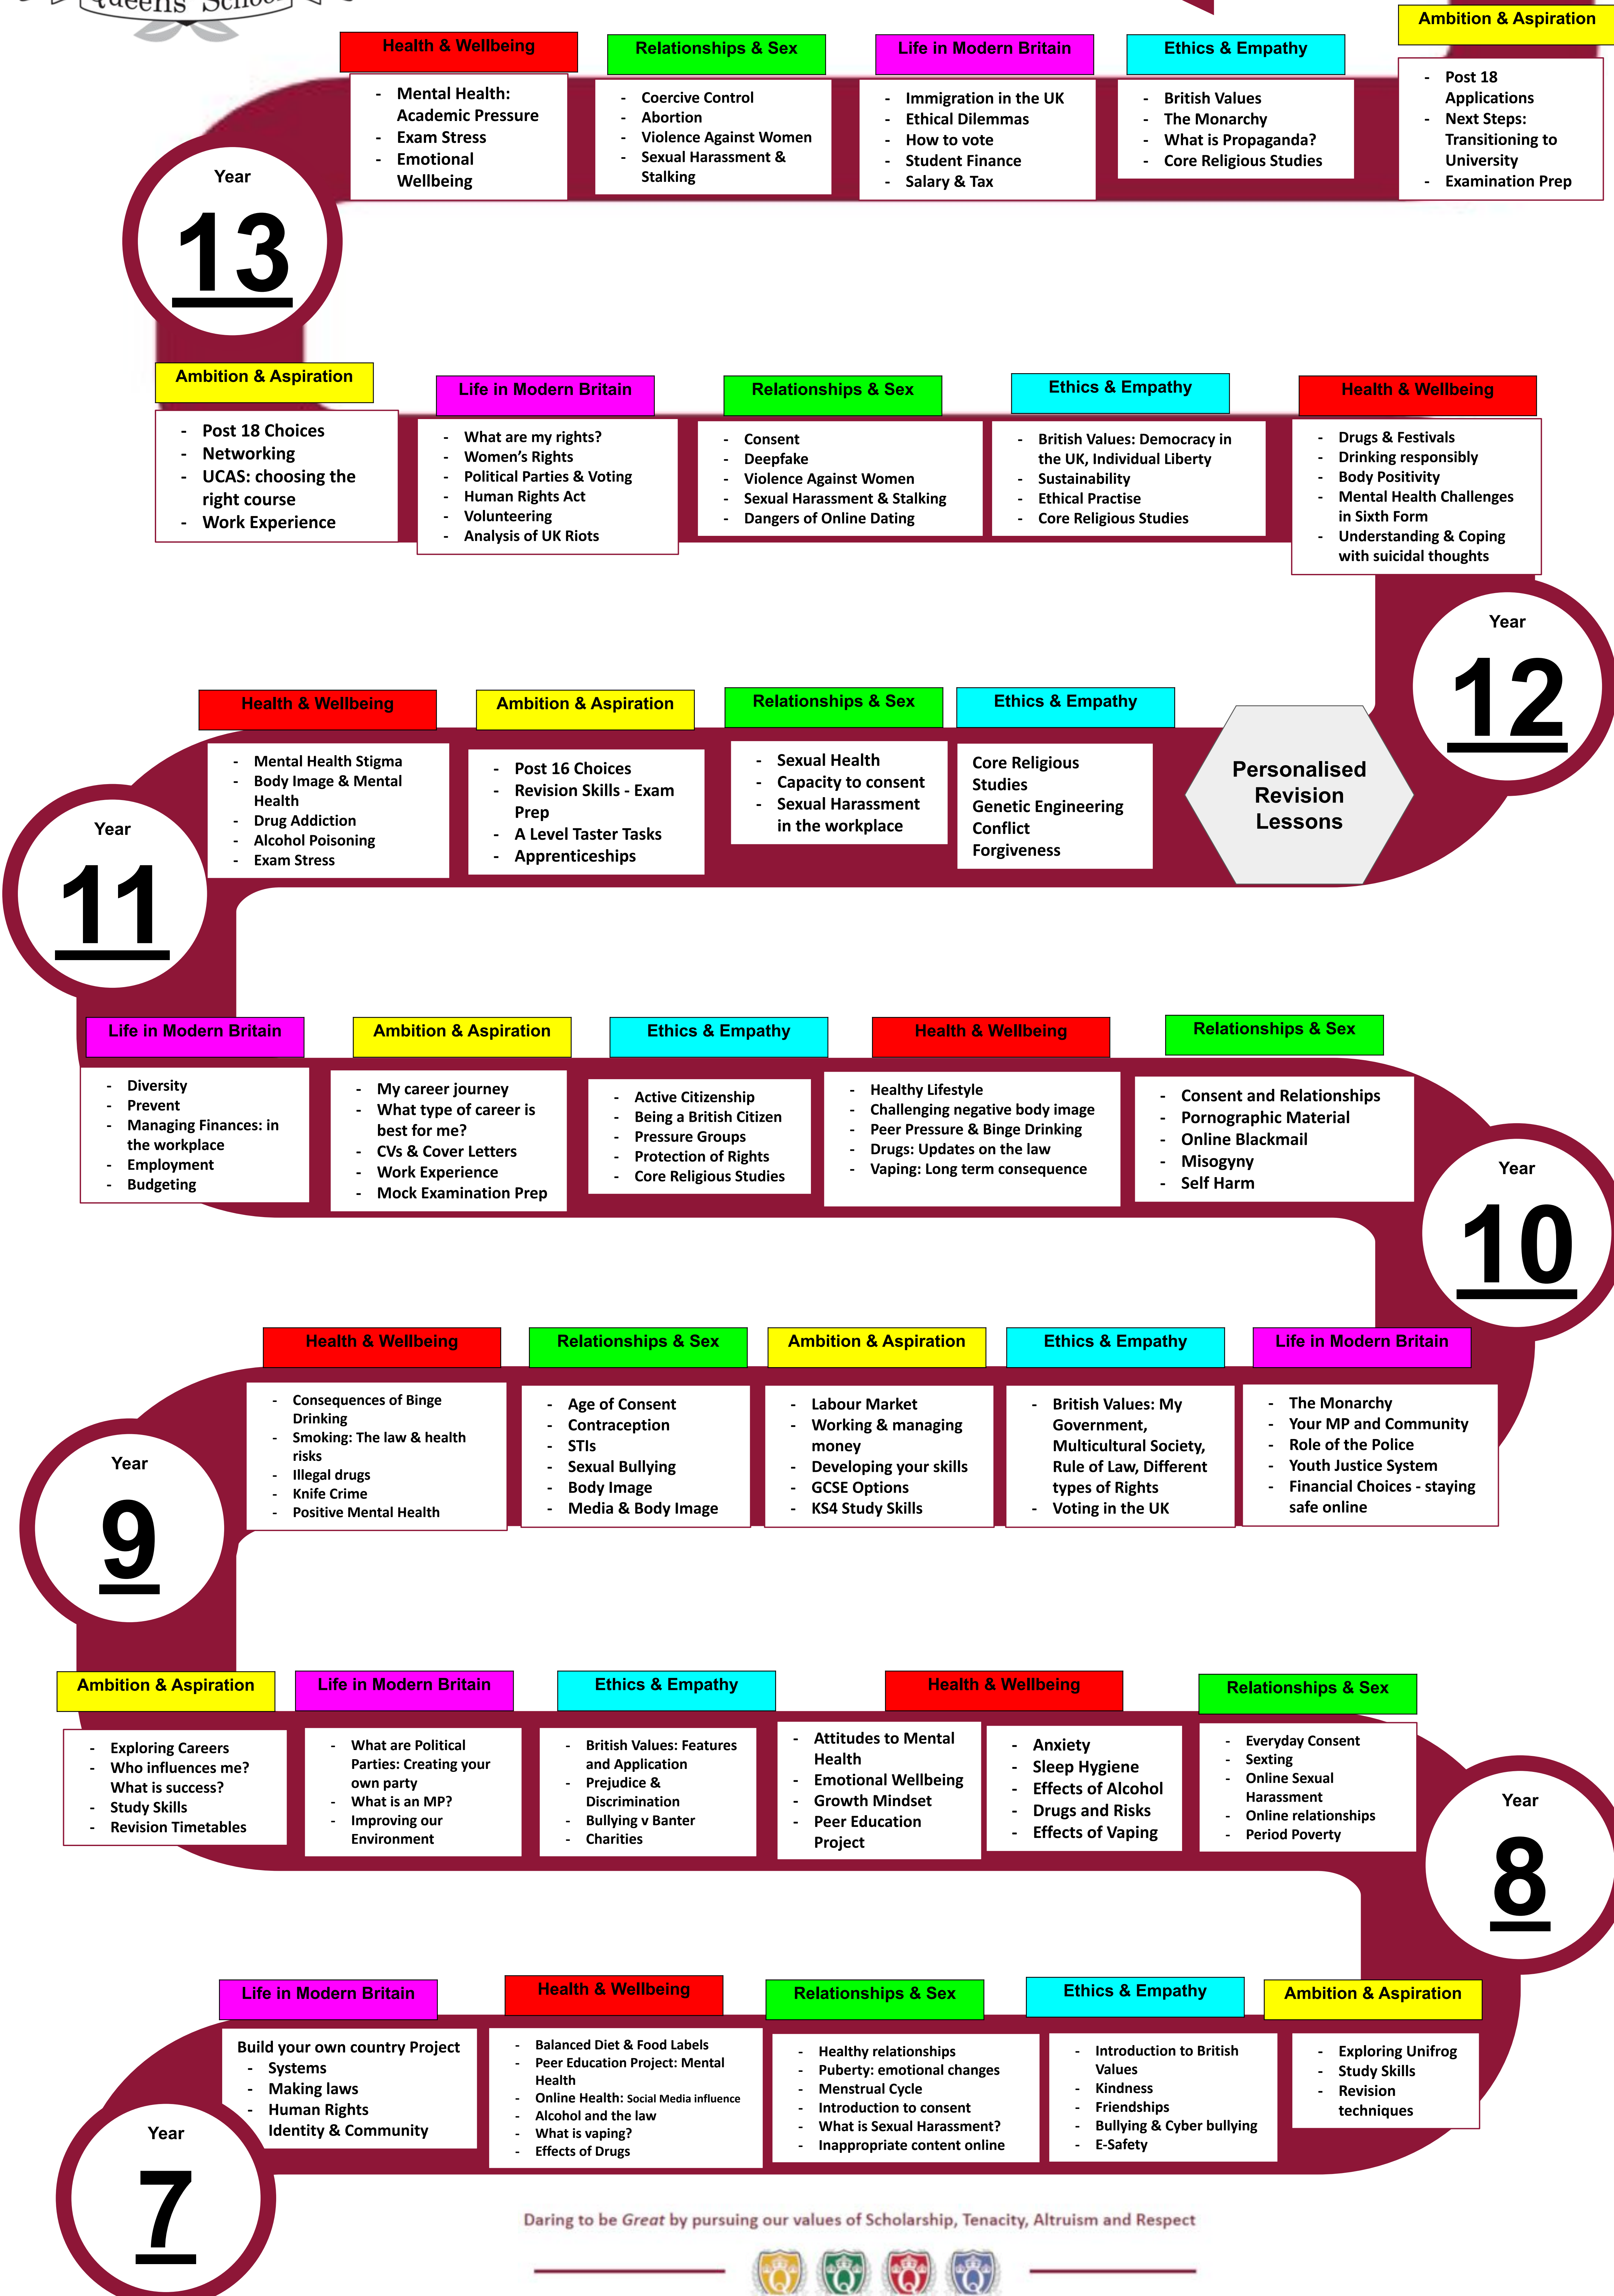 Queens' School
Ambition & Aspiration
- Post 18
Applications
- Next Steps:
Transitioning to
University
- Examination Prep
Health & Wellbeing
- Mental Health:
Academic Pressure
- Exam Stress
- Emotional
Wellbeing
Relationships & Sex
- Coercive Control
- Abortion
- Violence Against Women
- Sexual Harassment &
Stalking
Life in Modern Britain
- Immigration in the UK
- Ethical Dilemmas
- How to vote
- Student Finance
- Salary & Tax
Ethics & Empathy
- British Values
- The Monarchy
- What is Propaganda?
- Core Religious Studies
Year
13
Ambition & Aspiration
- Post 18 Choices
- Networking
- UCAS: choosing the
right course
- Work Experience
Life in Modern Britain
- What are my rights?
- Women’s Rights
- Political Parties & Voting
- Human Rights Act
- Volunteering
- Analysis of UK Riots
Relationships & Sex
- Consent
- Deepfake
- Violence Against Women
- Sexual Harassment & Stalking
- Dangers of Online Dating
Ethics & Empathy
- British Values: Democracy in
the UK, Individual Liberty
- Sustainability
- Ethical Practise
- Core Religious Studies
Health & Wellbeing
- Drugs & Festivals
- Drinking responsibly
- Body Positivity
- Mental Health Challenges
in Sixth Form
- Understanding & Coping
with suicidal thoughts
Year
12
Health & Wellbeing
- Mental Health Stigma
- Body Image & Mental
Health
- Drug Addiction
- Alcohol Poisoning
- Exam Stress
Ambition & Aspiration
- Post 16 Choices
- Revision Skills - Exam
Prep
- A Level Taster Tasks
- Apprenticeships
Relationships & Sex
- Sexual Health
- Capacity to consent
- Sexual Harassment
in the workplace
Ethics & Empathy
Core Religious
Studies
Genetic Engineering
Conflict
Forgiveness
Personalised
Revision
Lessons
Year
11
Life in Modern Britain
- Diversity
- Prevent
- Managing Finances: in
the workplace
- Employment
- Budgeting
Ambition & Aspiration
- My career journey
- What type of career is
best for me?
- CVs & Cover Letters
- Work Experience
- Mock Examination Prep
Ethics & Empathy
- Active Citizenship
- Being a British Citizen
- Pressure Groups
- Protection of Rights
- Core Religious Studies
Health & Wellbeing
- Healthy Lifestyle
- Challenging negative body image
- Peer Pressure & Binge Drinking
- Drugs: Updates on the law
- Vaping: Long term consequence
Relationships & Sex
- Consent and Relationships
- Pornographic Material
- Online Blackmail
- Misogyny
- Self Harm
Year
10
Health & Wellbeing
- Consequences of Binge
Drinking
- Smoking: The law & health
risks
- Illegal drugs
- Knife Crime
- Positive Mental Health
Relationships & Sex
- Age of Consent
- Contraception
- STIs
- Sexual Bullying
- Body Image
- Media & Body Image
Ambition & Aspiration
- Labour Market
- Working & managing
money
- Developing your skills
- GCSE Options
- KS4 Study Skills
Ethics & Empathy
- British Values: My
Government,
Multicultural Society,
Rule of Law, Different
types of Rights
- Voting in the UK
Life in Modern Britain
- The Monarchy
- Your MP and Community
- Role of the Police
- Youth Justice System
- Financial Choices - staying
safe online
Year
9
Ambition & Aspiration
- Exploring Careers
- Who influences me?
What is success?
- Study Skills
- Revision Timetables
Life in Modern Britain
- What are Political
Parties: Creating your
own party
- What is an MP?
- Improving our
Environment
Ethics & Empathy
- British Values: Features
and Application
- Prejudice &
Discrimination
- Bullying v Banter
- Charities
Health & Wellbeing
- Attitudes to Mental
Health
- Emotional Wellbeing
- Growth Mindset
- Peer Education
Project
- Anxiety
- Sleep Hygiene
- Effects of Alcohol
- Drugs and Risks
- Effects of Vaping
Relationships & Sex
- Everyday Consent
- Sexting
- Online Sexual
Harassment
- Online relationships
- Period Poverty
Year
8
Life in Modern Britain
Build your own country Project
- Systems
- Making laws
- Human Rights
Identity & Community
Health & Wellbeing
- Balanced Diet & Food Labels
- Peer Education Project: Mental
Health
- Online Health: Social Media influence
- Alcohol and the law
- What is vaping?
- Effects of Drugs
Relationships & Sex
- Healthy relationships
- Puberty: emotional changes
- Menstrual Cycle
- Introduction to consent
- What is Sexual Harassment?
- Inappropriate content online
Ethics & Empathy
- Introduction to British
Values
- Kindness
- Friendships
- Bullying & Cyber bullying
- E-Safety
Ambition & Aspiration
- Exploring Unifrog
- Study Skills
- Revision
techniques
Year
7
Daring to be Great by pursuing our values of Scholarship, Tenacity, Altruism and Respect
Q Q Q Q